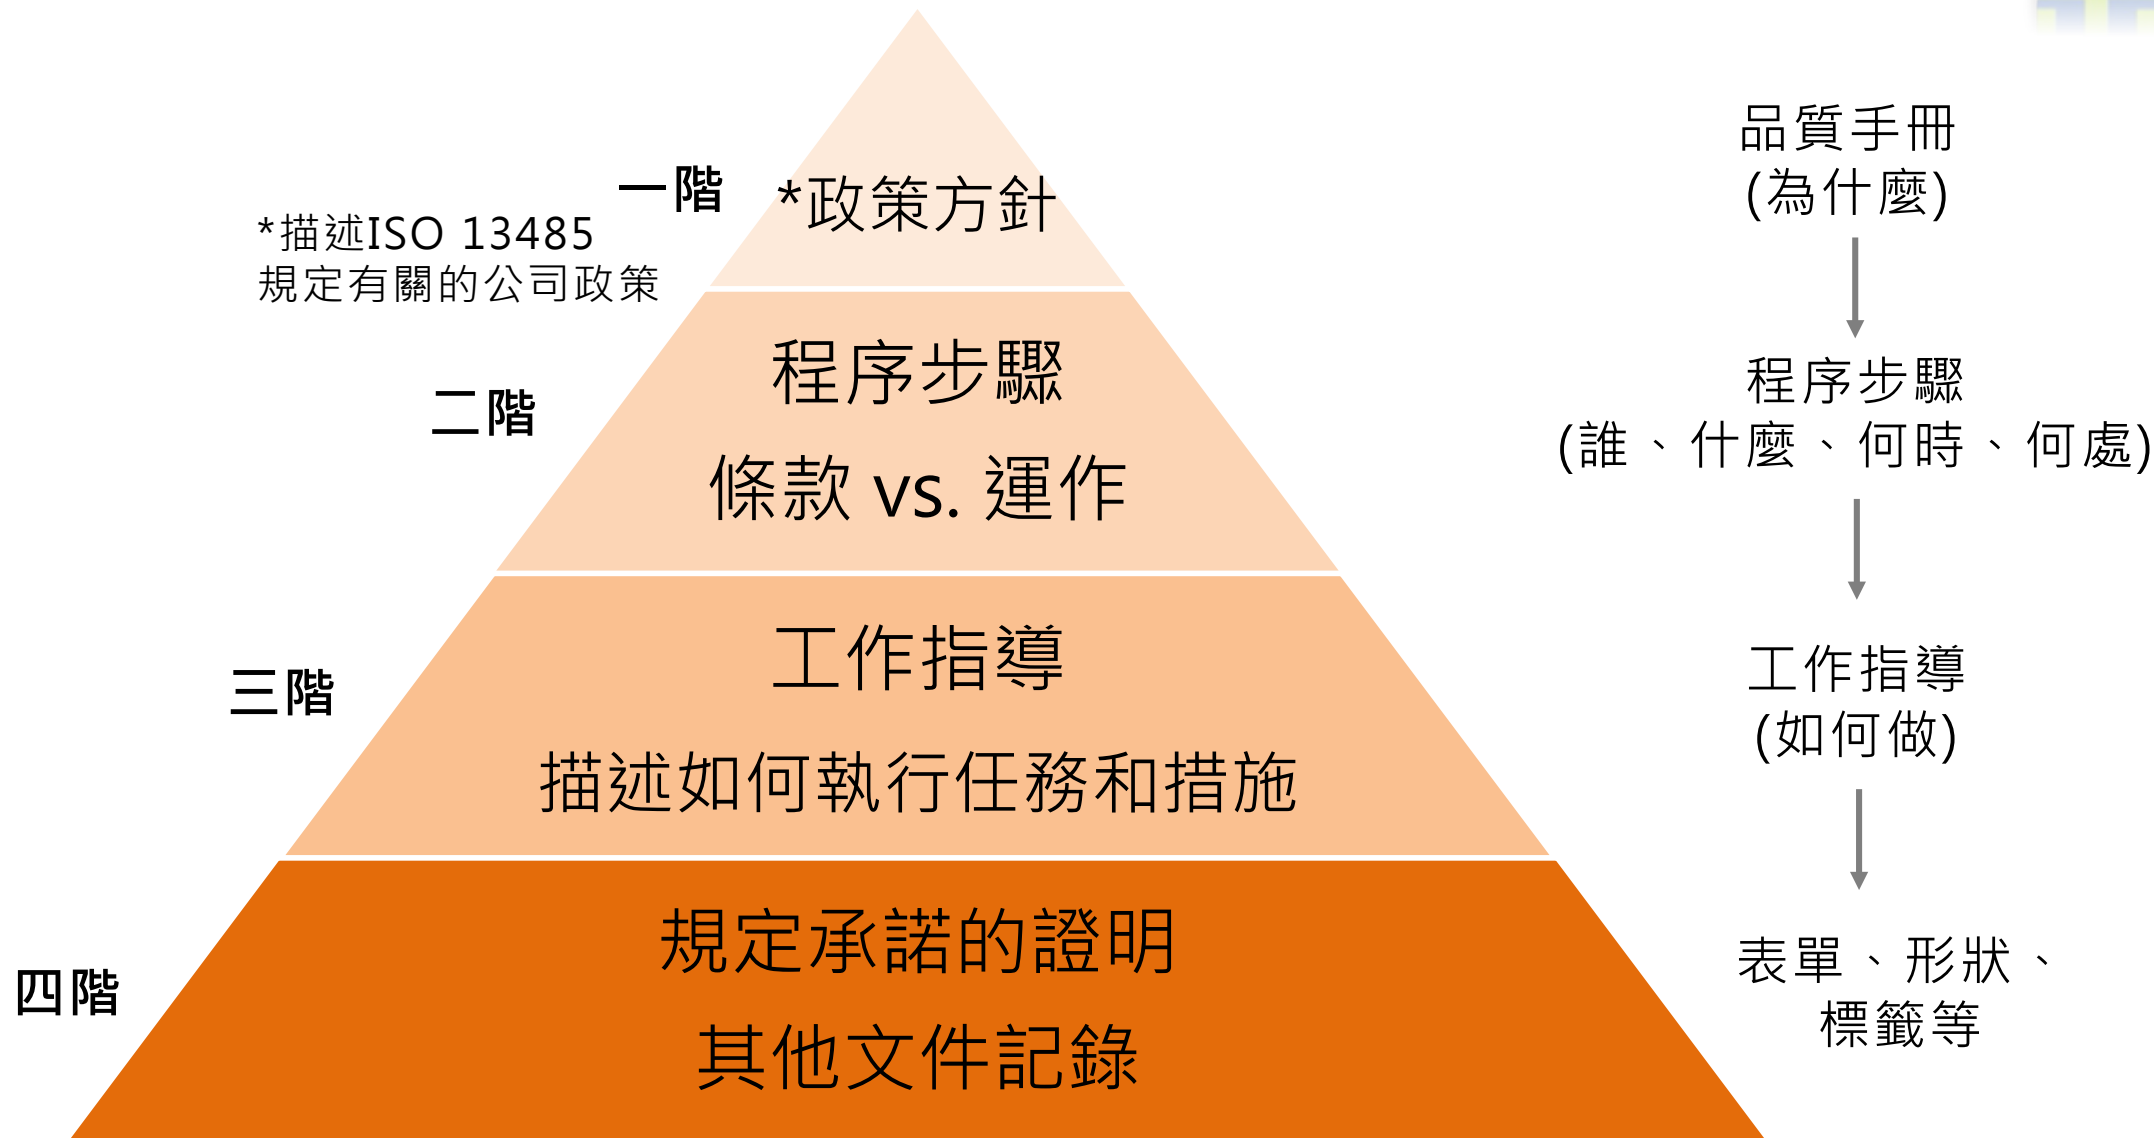 一階
*政策方針
*描述ISO 13485
規定有關的公司政策
二階
程序步驟
條款 vs. 運作
三階
工作指導
描述如何執行任務和措施
四階
規定承諾的證明
其他文件記錄
品質手冊
(為什麼)
程序步驟
(誰、什麼、何時、何處)
工作指導
(如何做)
表單、形狀、
標籤等